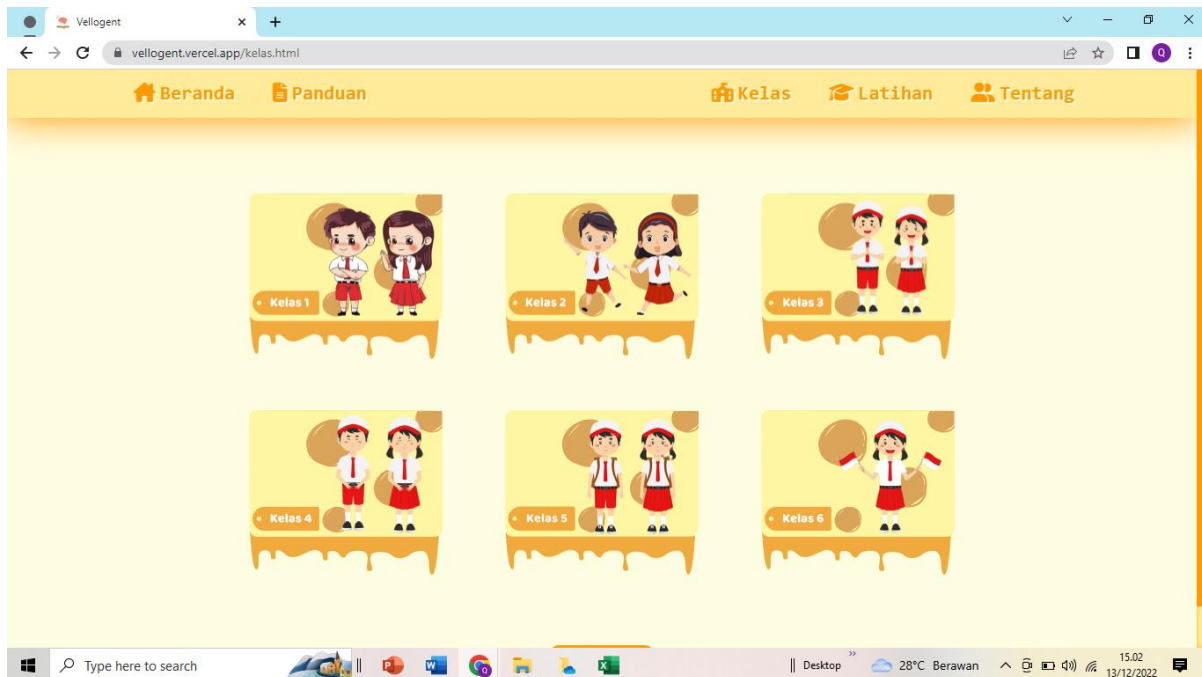 Vellogent
vellogent.vercel.app/kelas.html
Q
Beranda Panduan Kelas Latihan Tentang
Kelas 1 Kelas 2 Kelas 3
Kelas 4 Kelas 5 Kelas 6
Type here to search Desktop 28°C Berawan 15.02
13/12/2022